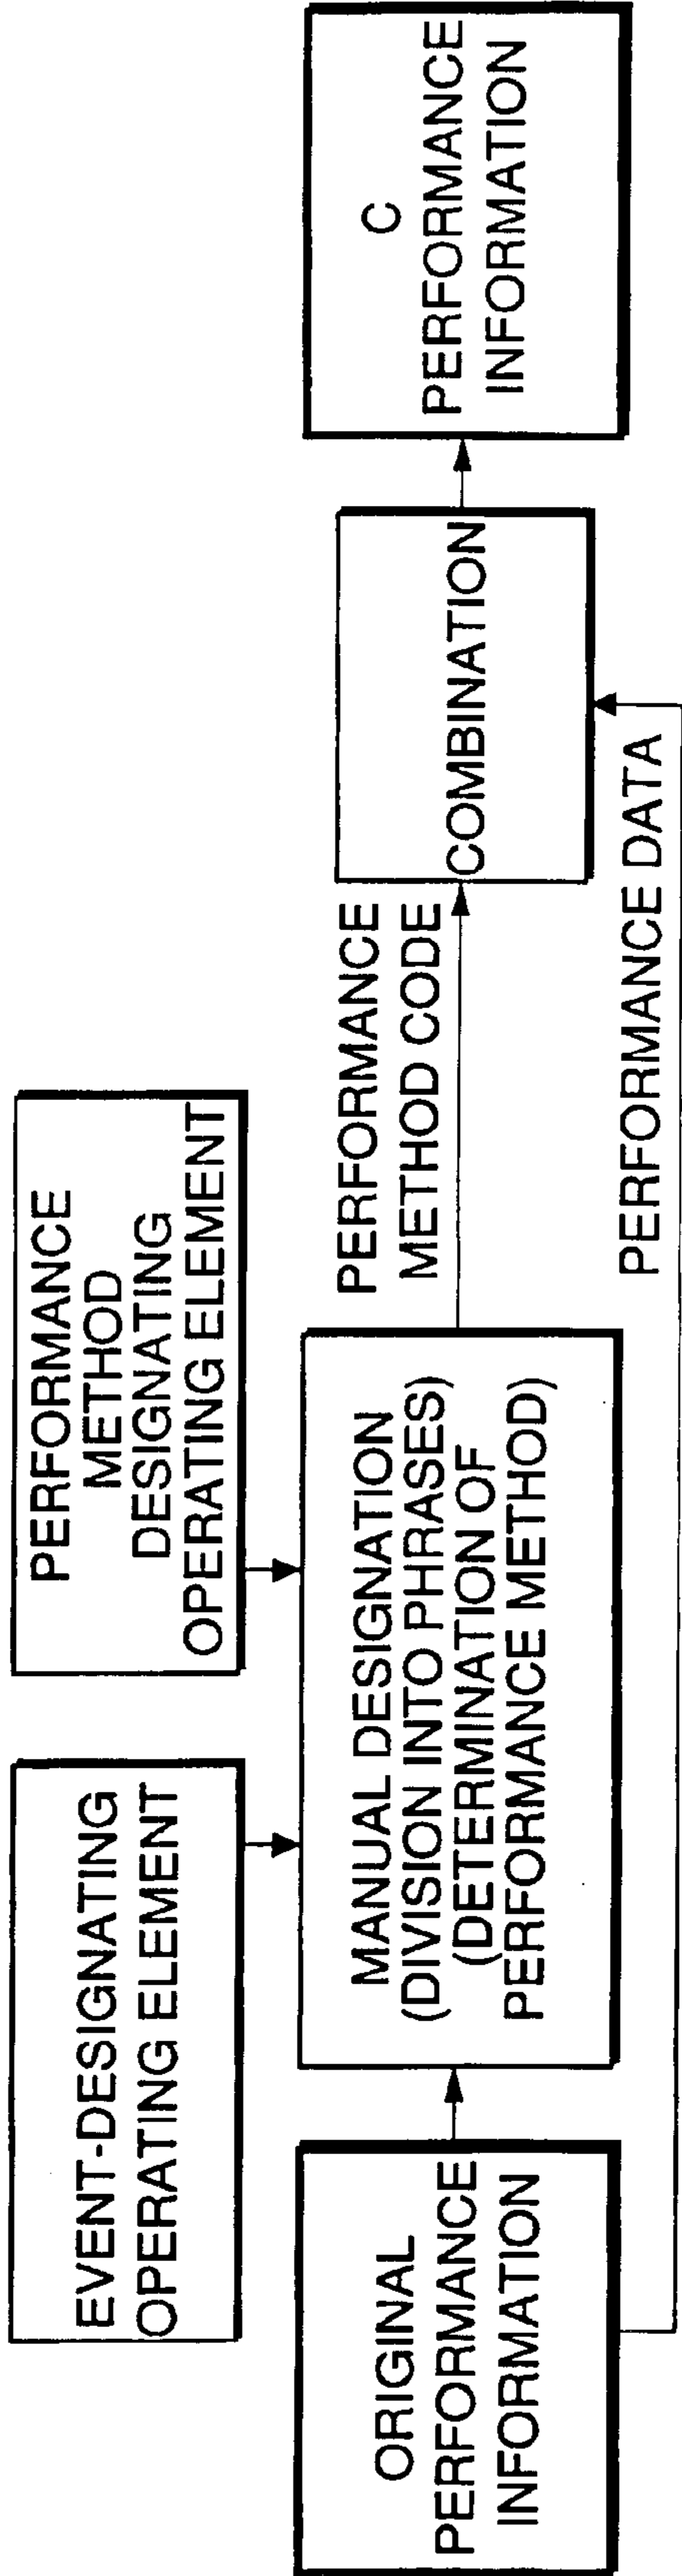 EVENT-DESIGNATING
OPERATING ELEMENT
PERFORMANCE
METHOD
DESIGNATING
OPERATING ELEMENT
ORIGINAL
PERFORMANCE
INFORMATION
MANUAL DESIGNATION
(DIVISION INTO PHRASES)
(DETERMINATION OF
PERFORMANCE METHOD)
PERFORMANCE
METHOD CODE
COMBINATION
C
PERFORMANCE
INFORMATION
PERFORMANCE DATA